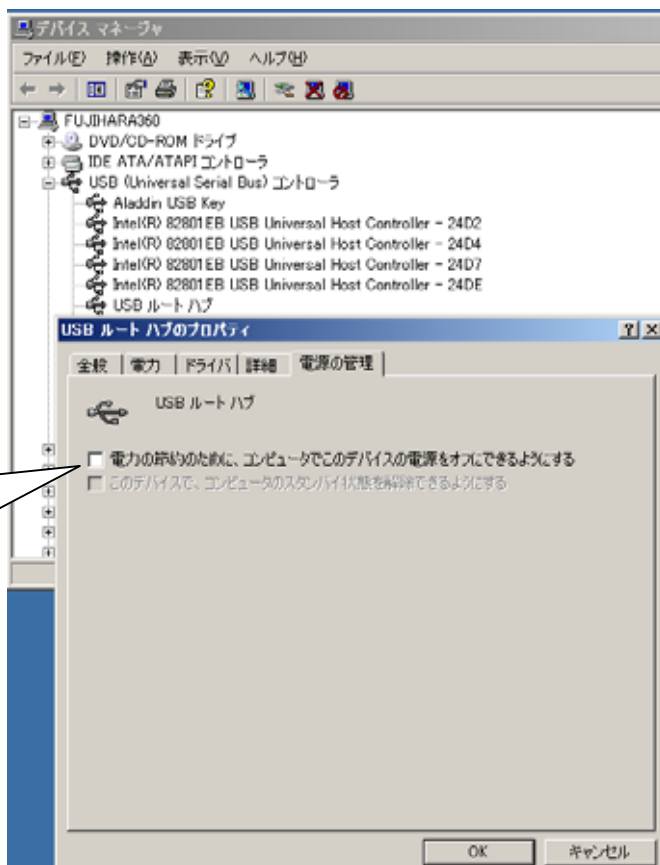 デバイス マネージャ
ファイル(F) 操作(A) 表示(V) ヘルプ(H)
FUJIHARA360
DVD/CD-ROM ドライブ
IDE ATA/ATAPI コントローラ
USB (Universal Serial Bus) コントローラ
Aladdin USB Key
Intel(R) 82801EB USB Universal Host Controller - 24D2
Intel(R) 82801EB USB Universal Host Controller - 24D4
Intel(R) 82801EB USB Universal Host Controller - 24D7
Intel(R) 82801EB USB Universal Host Controller - 24DE
USB ルート ハブ
USB ルート ハブのプロパティ
全般 電力 ドライバ 詳細 電源の管理
USB ルート ハブ
電力の節約のために、コンピュータでこのデバイスの電源をオフにできるようにする
このデバイスで、コンピュータのスタンバイ状態を解除できるようにする
OK キャンセル